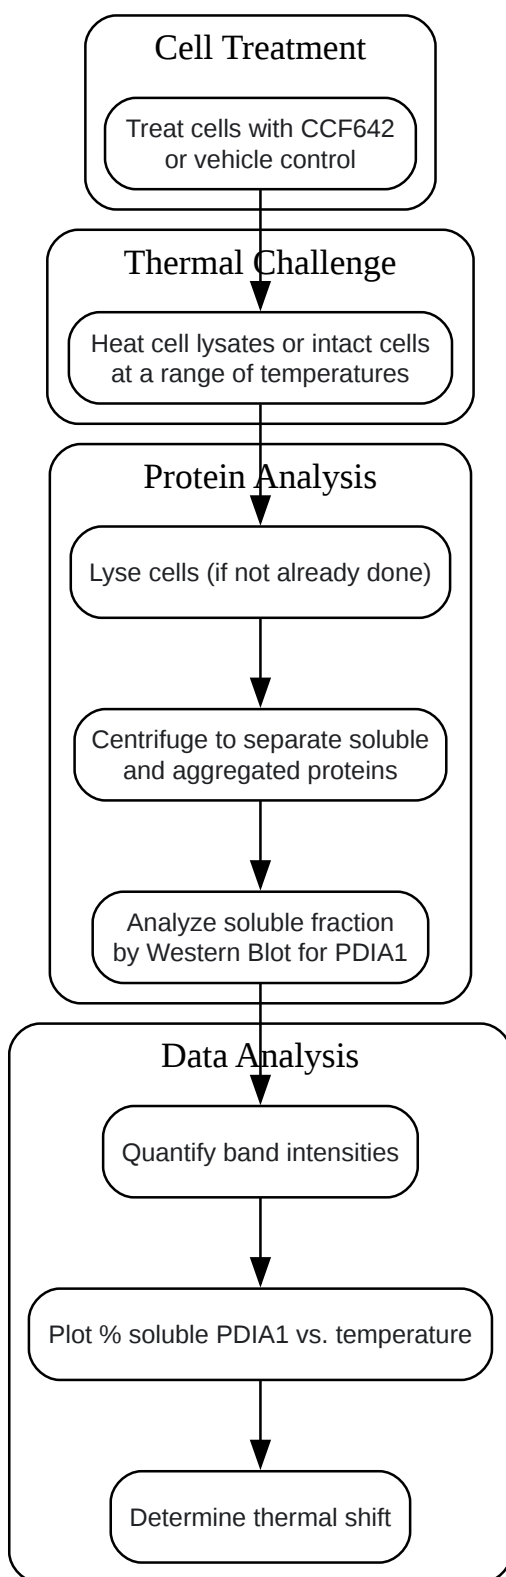 Cell Treatment
Treat cells with CCF642
or vehicle control
Thermal Challenge
Heat cell lysates or intact cells
at a range of temperatures
Protein Analysis
Lyse cells (if not already done)
Centrifuge to separate soluble
and aggregated proteins
Analyze soluble fraction
by Western Blot for PDIA1
Data Analysis
Quantify band intensities
Plot % soluble PDIA1 vs. temperature
Determine thermal shift